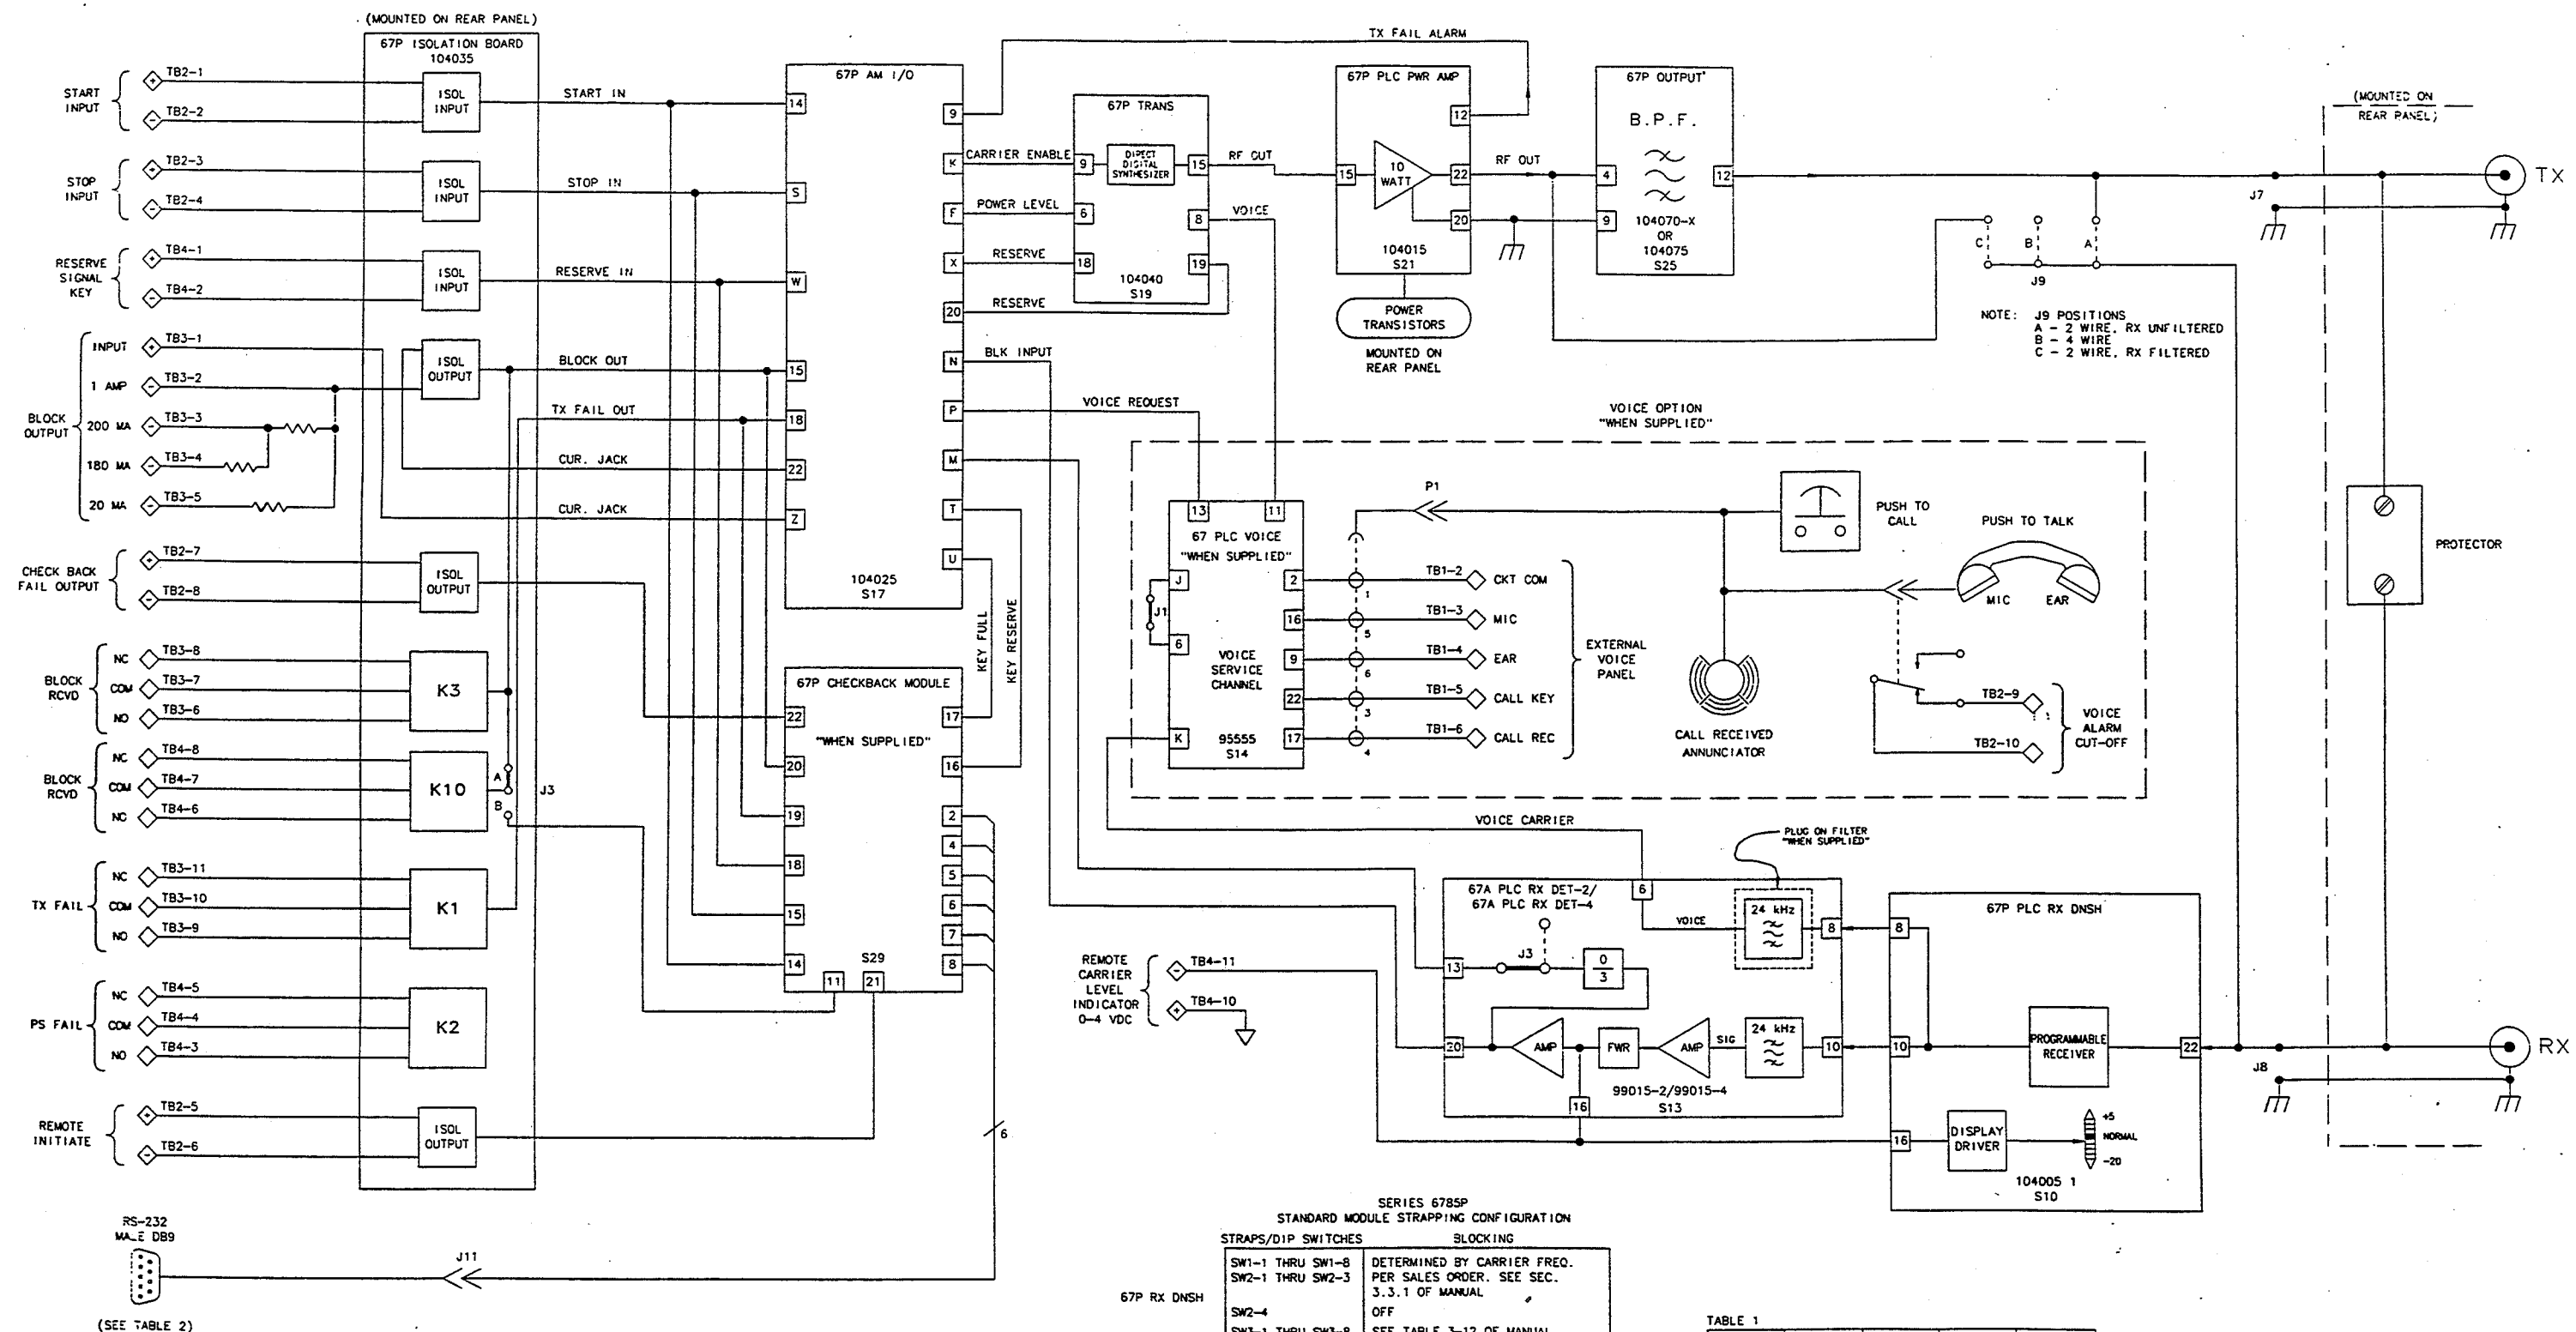 (MOUNTED ON REAR PANEL)
67P ISOLATION BOARD
104035
START
INPUT
TB2-1
TB2-2
ISOL
INPUT
START IN
STOP
INPUT
TB2-3
TB2-4
ISOL
INPUT
STOP IN
RESERVE
SIGNAL
KEY
TB4-1
TB4-2
ISOL
INPUT
RESERVE IN
BLOCK
OUTPUT
INPUT
TB3-1
1 AMP
TB3-2
200 MA
TB3-3
180 MA
TB3-4
20 MA
TB3-5
ISOL
OUTPUT
BLOCK OUT
TX FAIL OUT
CUR. JACK
CUR. JACK
CHECK BACK
FAIL OUTPUT
TB2-7
TB2-8
ISOL
OUTPUT
BLOCK
RCVD
NC TB3-8
COM TB3-7
NO TB3-6
K3
BLOCK
RCVD
NC TB4-8
COM TB4-7
NC TB4-6
K10
A
B
J3
TX FAIL
NC TB3-11
COM TB3-10
NO TB3-9
K1
PS FAIL
NC TB4-5
COM TB4-4
NO TB4-3
K2
REMOTE
INITIATE
TB2-5
TB2-6
ISOL
OUTPUT
RS-232
MALE DB9
J11
(SEE TABLE 2)
67P AM I/O
14
S
W
15
18
22
Z
9
K
F
X
20
N
P
M
T
U
104025
S17
67P CHECKBACK MODULE
"WHEN SUPPLIED"
22
20
19
18
15
14
11
21
S29
17
16
2
4
5
6
7
8
6
KEY FULL
KEY RESERVE
TX FAIL ALARM
CARRIER ENABLE
POWER LEVEL
RESERVE
RESERVE
BLK INPUT
VOICE REQUEST
67P TRANS
9
DIRECT
DIGITAL
SYNTHESIZER
15
6
8
18
19
104040
S19
RF OUT
VOICE
67P PLC PWR AMP
12
15
10
WATT
22
20
104015
S21
POWER
TRANSISTORS
MOUNTED ON
REAR PANEL
RF OUT
67P OUTPUT
B.P.F.
4
12
9
104070-X
OR
104075
S25
C
B
A
J9
NOTE: J9 POSITIONS
A - 2 WIRE, RX UNFILTERED
B - 4 WIRE
C - 2 WIRE, RX FILTERED
J7
(MOUNTED ON
REAR PANEL)
TX
PROTECTOR
VOICE OPTION
"WHEN SUPPLIED"
13
11
67 PLC VOICE
"WHEN SUPPLIED"
J
J1
6
VOICE
SERVICE
CHANNEL
K
95555
S14
2
16
9
22
17
P1
1
5
6
3
4
TB1-2 CKT COM
TB1-3 MIC
TB1-4 EAR
TB1-5 CALL KEY
TB1-6 CALL REC
EXTERNAL
VOICE
PANEL
PUSH TO
CALL
PUSH TO TALK
MIC EAR
CALL RECEIVED
ANNUNCIATOR
TB2-9
TB2-10
VOICE
ALARM
CUT-OFF
VOICE CARRIER
PLUG ON FILTER
"WHEN SUPPLIED"
67A PLC RX DET-2/
67A PLC RX DET-4
6
VOICE
24 kHz
8
13
J3
0
3
20
AMP
FWR
AMP
SIG
24 kHz
10
16
99015-2/99015-4
S13
REMOTE
CARRIER
LEVEL
INDICATOR
0-4 VDC
TB4-11
TB4-10
67P PLC RX DNSH
8
10
PROGRAMMABLE
RECEIVER
22
16
DISPLAY
DRIVER
+5
NORMAL
-20
104005 1
S10
J8
RX
SERIES 6785P
STANDARD MODULE STRAPPING CONFIGURATION
STRAPS/DIP SWITCHES BLOCKING
67P RX DNSH
SW1-1 THRU SW1-8 DETERMINED BY CARRIER FREQ.
SW2-1 THRU SW2-3 PER SALES ORDER. SEE SEC.
3.3.1 OF MANUAL
SW2-4 OFF
SW3-1 THRU SW3-8 SEE TABLE 3-12 OF MANUAL
TABLE 1